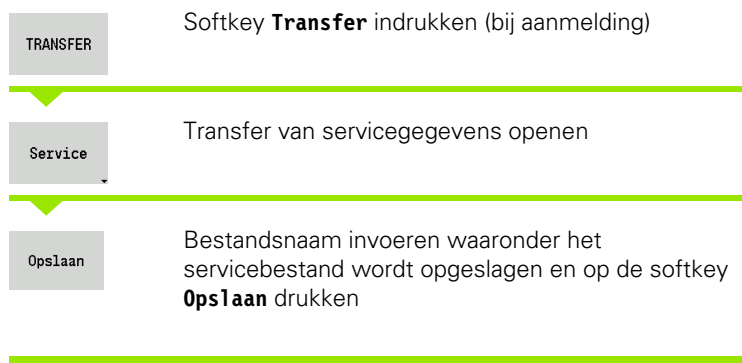 TRANSFER
Softkey Transfer indrukken (bij aanmelding)
Service
Transfer van servicegegevens openen
Opslaan
Bestandsnaam invoeren waaronder het
servicebestand wordt opgeslagen en op de softkey
Opslaan drukken